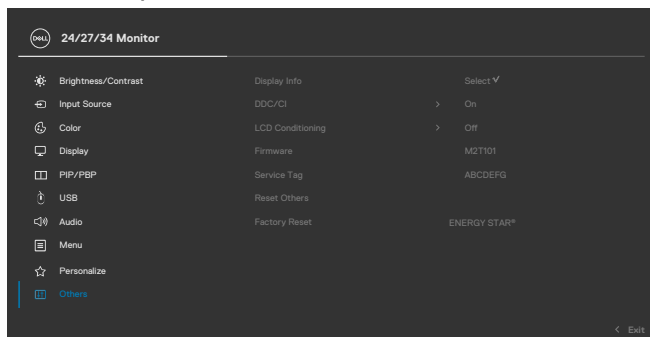 DELL 24/27/34 Monitor
Brightness/Contrast Display Info Select
Input Source DDC/CI > On
Color LCD Conditioning > Off
Display Firmware M2T101
PIP/PBP Service Tag ABCDEFG
USB Reset Others
Audio Factory Reset ENERGY STAR®
Menu
Personalize
Others
< Exit